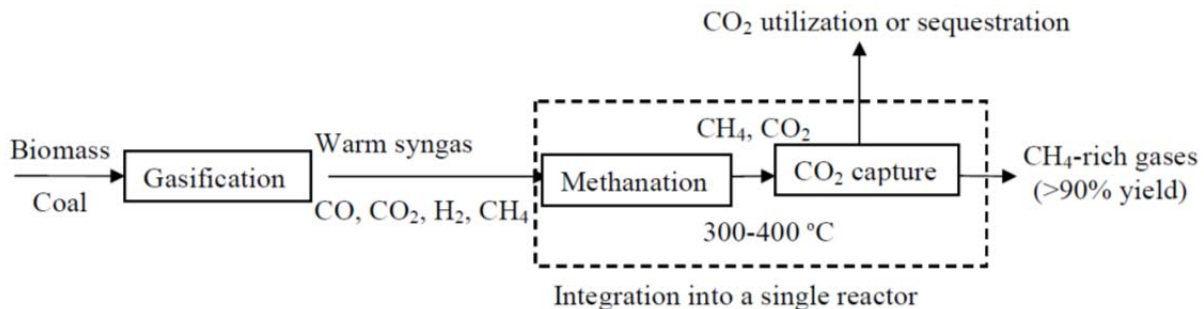 CO₂ utilization or sequestration
Biomass
Coal
Gasification
Warm syngas
CO, CO₂, H₂, CH₄
Methanation
CH₄, CO₂
CO₂ capture
300-400 ºC
CH₄-rich gases
(>90% yield)
Integration into a single reactor